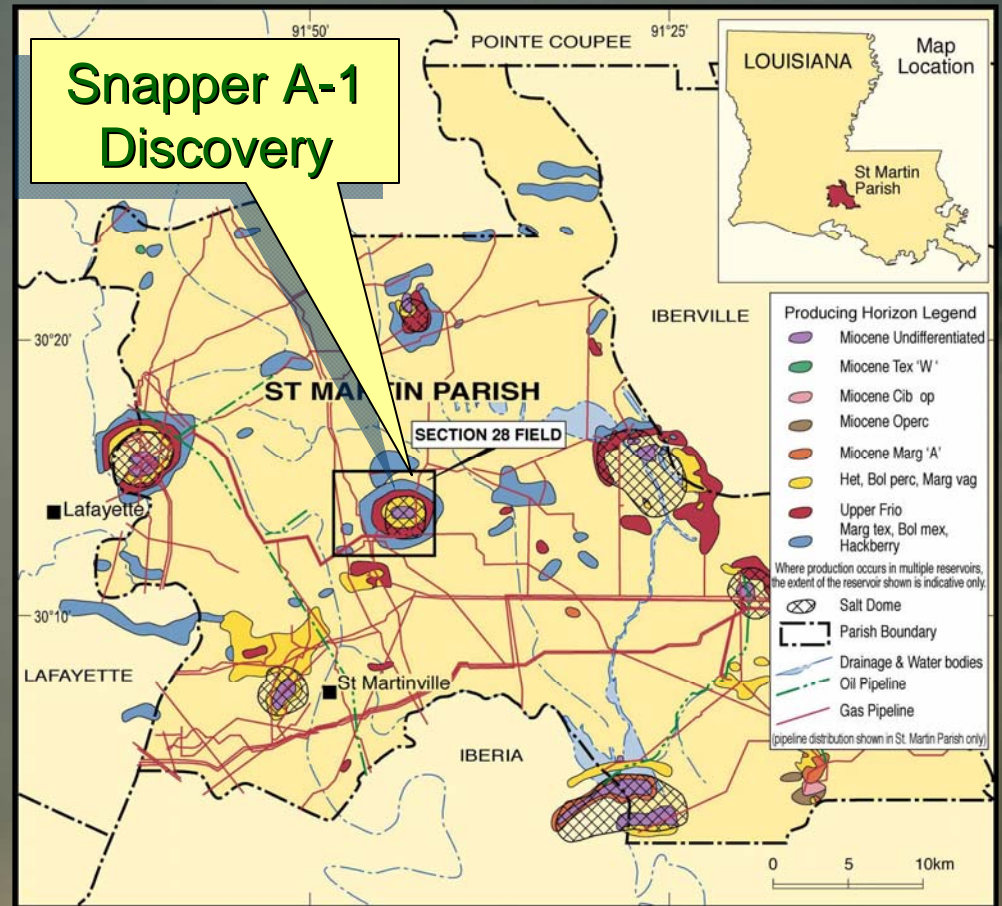 91°50'
POINTE COUPEE
91°25'
Snapper A-1
Discovery
LOUISIANA
Map
Location
St Martin
Parish
30°20'
IBERVILLE
ST MARTIN PARISH
SECTION 28 FIELD
Lafayette
30°10'
LAFAYETTE
St Martinville
IBERIA
Producing Horizon Legend
Miocene Undifferentiated
Miocene Tex 'W'
Miocene Cib op
Miocene Operc
Miocene Marg 'A'
Het, Bol perc, Marg vag
Upper Frio
Marg tex, Bol mex,
Hackberry
Where production occurs in multiple reservoirs,
the extent of the reservoir shown is indicative only.
Salt Dome
Parish Boundary
Drainage & Water bodies
Oil Pipeline
Gas Pipeline
(pipeline distribution shown in St. Martin Parish only)
0 5 10km